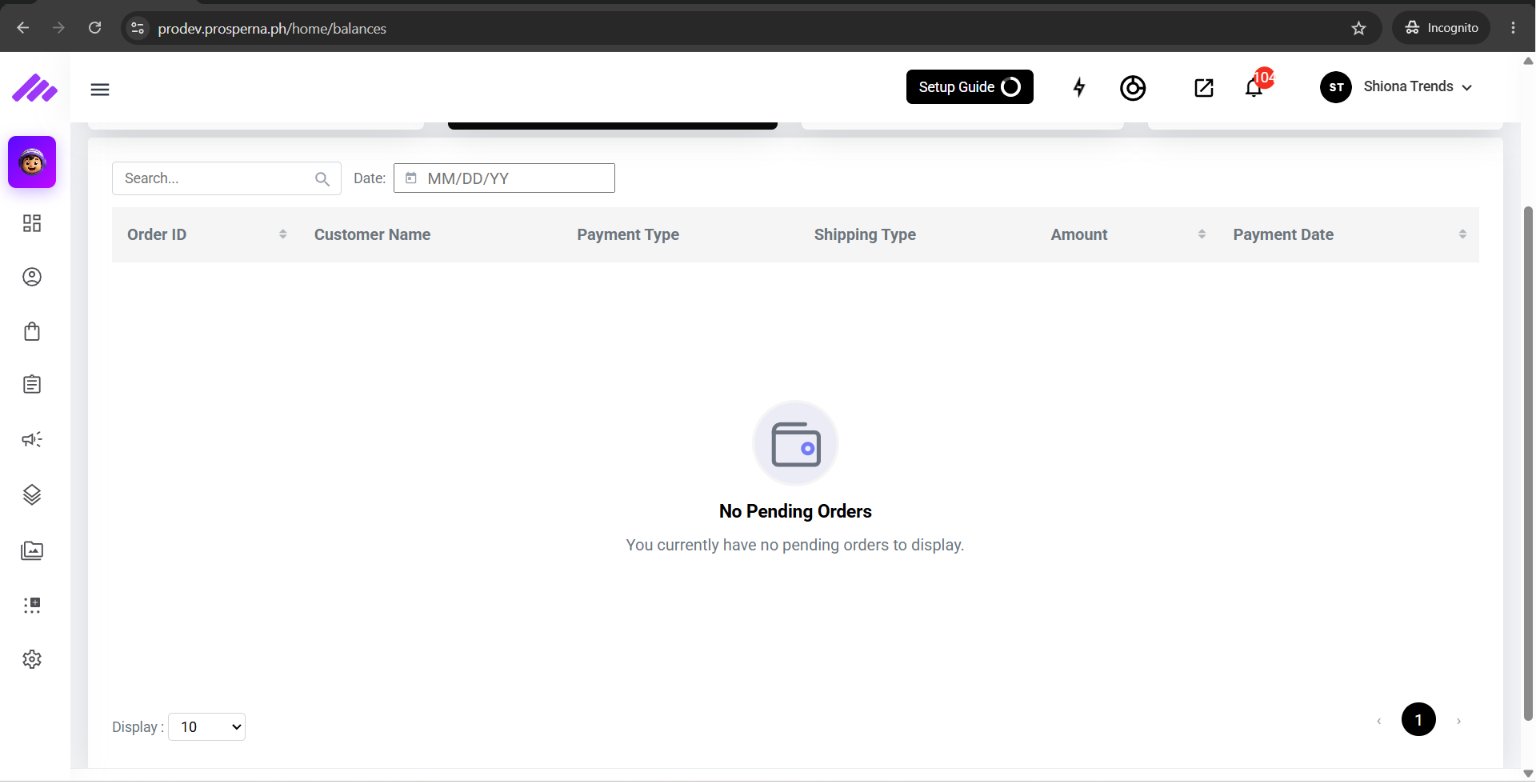 prodev.prosperna.ph/home/balances
Incognito
Setup Guide
104
ST
Shiona Trends
Search...
Date:
MM/DD/YY
Order ID
Customer Name
Payment Type
Shipping Type
Amount
Payment Date
No Pending Orders
You currently have no pending orders to display.
Display :
10
1